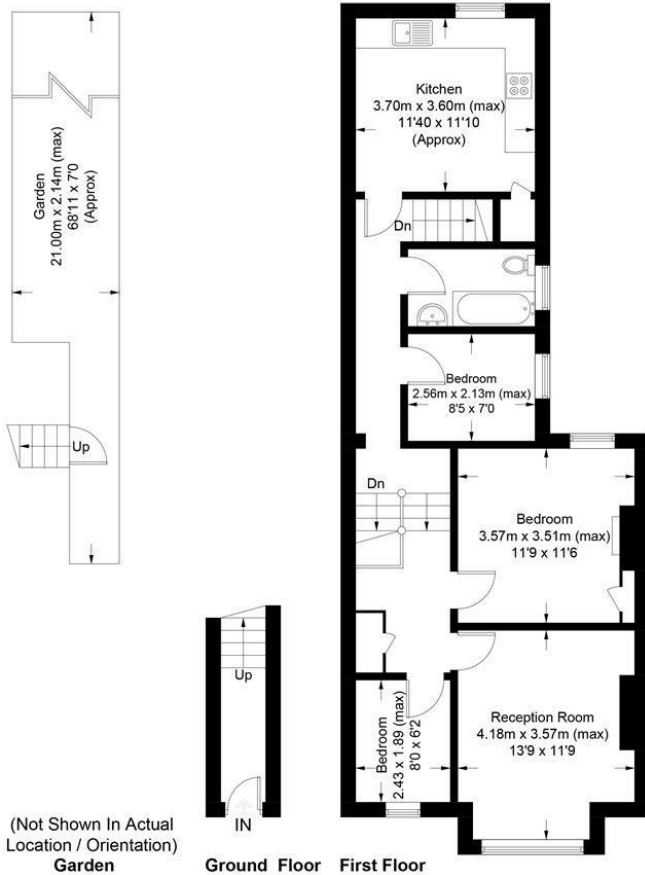 Garden
21.00m x 2.14m (max)
68'11 x 7'0
(Approx)
Up
(Not Shown In Actual
Location / Orientation)
Garden
Up
IN
Ground Floor
Kitchen
3.70m x 3.60m (max)
11'40 x 11'10
(Approx)
Dn
Bedroom
2.56m x 2.13m (max)
8'5 x 7'0
Dn
Bedroom
3.57m x 3.51m (max)
11'9 x 11'6
Bedroom
2.43 x 1.89 (max)
8'0 x 6'2
Reception Room
4.18m x 3.57m (max)
13'9 x 11'9
First Floor